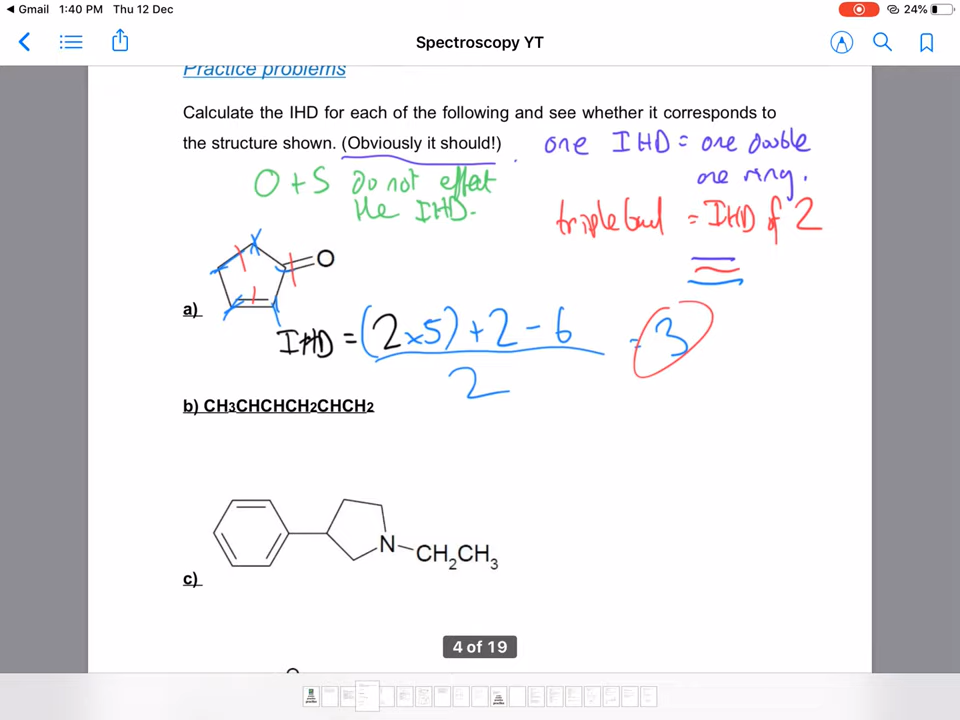 Gmail 1:40 PM Thu 12 Dec
24%
Spectroscopy YT
Practice problems
Calculate the IHD for each of the following and see whether it corresponds to
the structure shown. (Obviously it should!)
one IHD = one double
one ring.
O + S do not effect
the IHD.
triple bond = IHD of 2
O
a)
IHD = (2x5) + 2 - 6
2
= 3
b) CH3CHCHCH2CHCH2
N-CH2CH3
c)
4 of 19